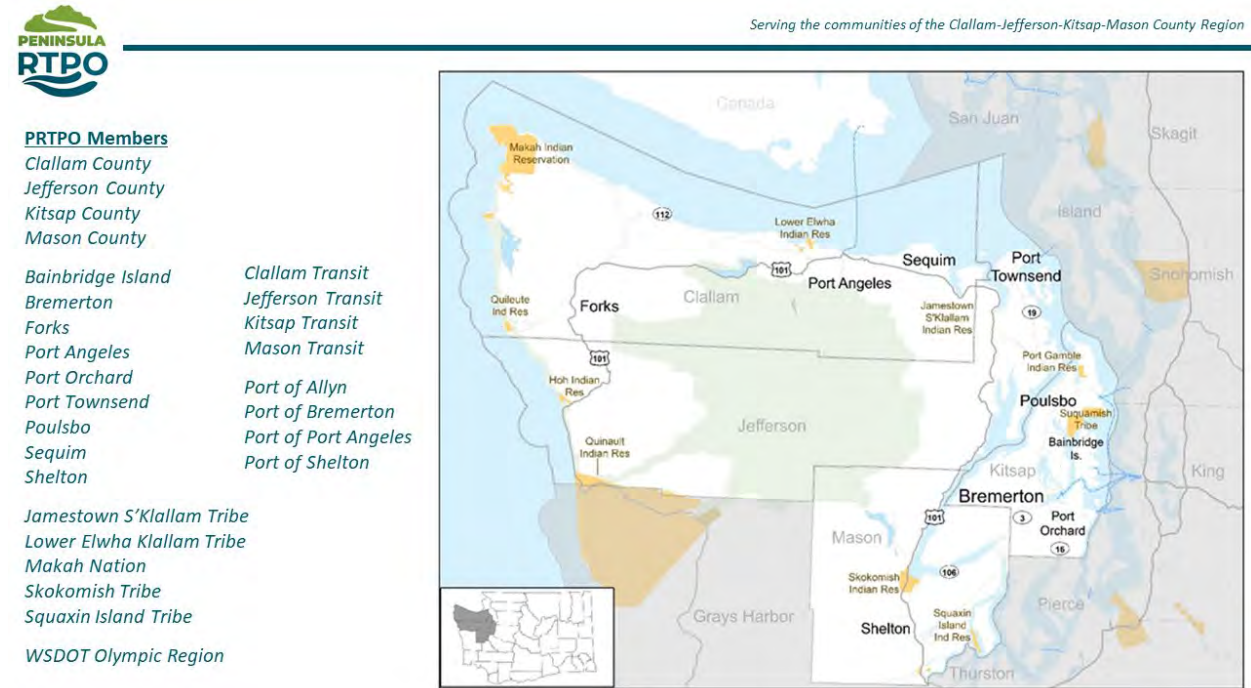 PENINSULA
RTPO
Serving the communities of the Clallam-Jefferson-Kitsap-Mason County Region
PRTPO Members
Clallam County
Jefferson County
Kitsap County
Mason County
Bainbridge Island
Bremerton
Forks
Port Angeles
Port Orchard
Port Townsend
Poulsbo
Sequim
Shelton
Clallam Transit
Jefferson Transit
Kitsap Transit
Mason Transit
Port of Allyn
Port of Bremerton
Port of Port Angeles
Port of Shelton
Jamestown S'Klallam Tribe
Lower Elwha Klallam Tribe
Makah Nation
Skokomish Tribe
Squaxin Island Tribe
WSDOT Olympic Region
Canada
San Juan
Skagit
Makah Indian
Reservation
112
Lower Elwha
Indian Res
Island
Sequim
Port
Townsend
101
Port Angeles
Snohomish
Quileute
Ind Res
Forks
Clallam
Jamestown
S'Klallam
Indian Res
19
101
Port Gamble
Indian Res
Hoh Indian
Res
Poulsbo
Suquamish
Tribe
Jefferson
Bainbridge
Is.
Quinault
Indian Res
Kitsap
King
Bremerton
101
3
Port
Orchard
16
Mason
106
Skokomish
Indian Res
Pierce
Grays Harbor
Shelton
Squaxin
Island
Ind Res
Thurston